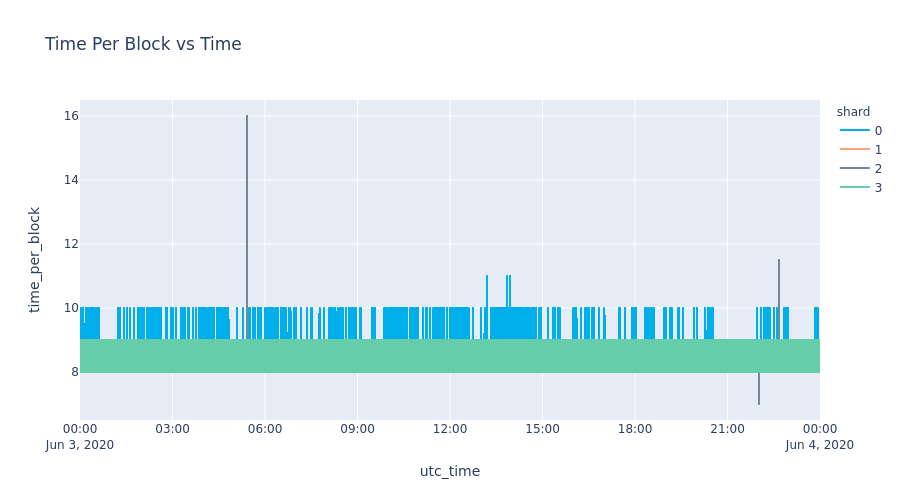 Time Per Block vs Time
shard
0
1
2
3
16
14
12
10
8
time_per_block
00:00 03:00 06:00 09:00 12:00 15:00 18:00 21:00 00:00
Jun 3, 2020 Jun 4, 2020
utc_time